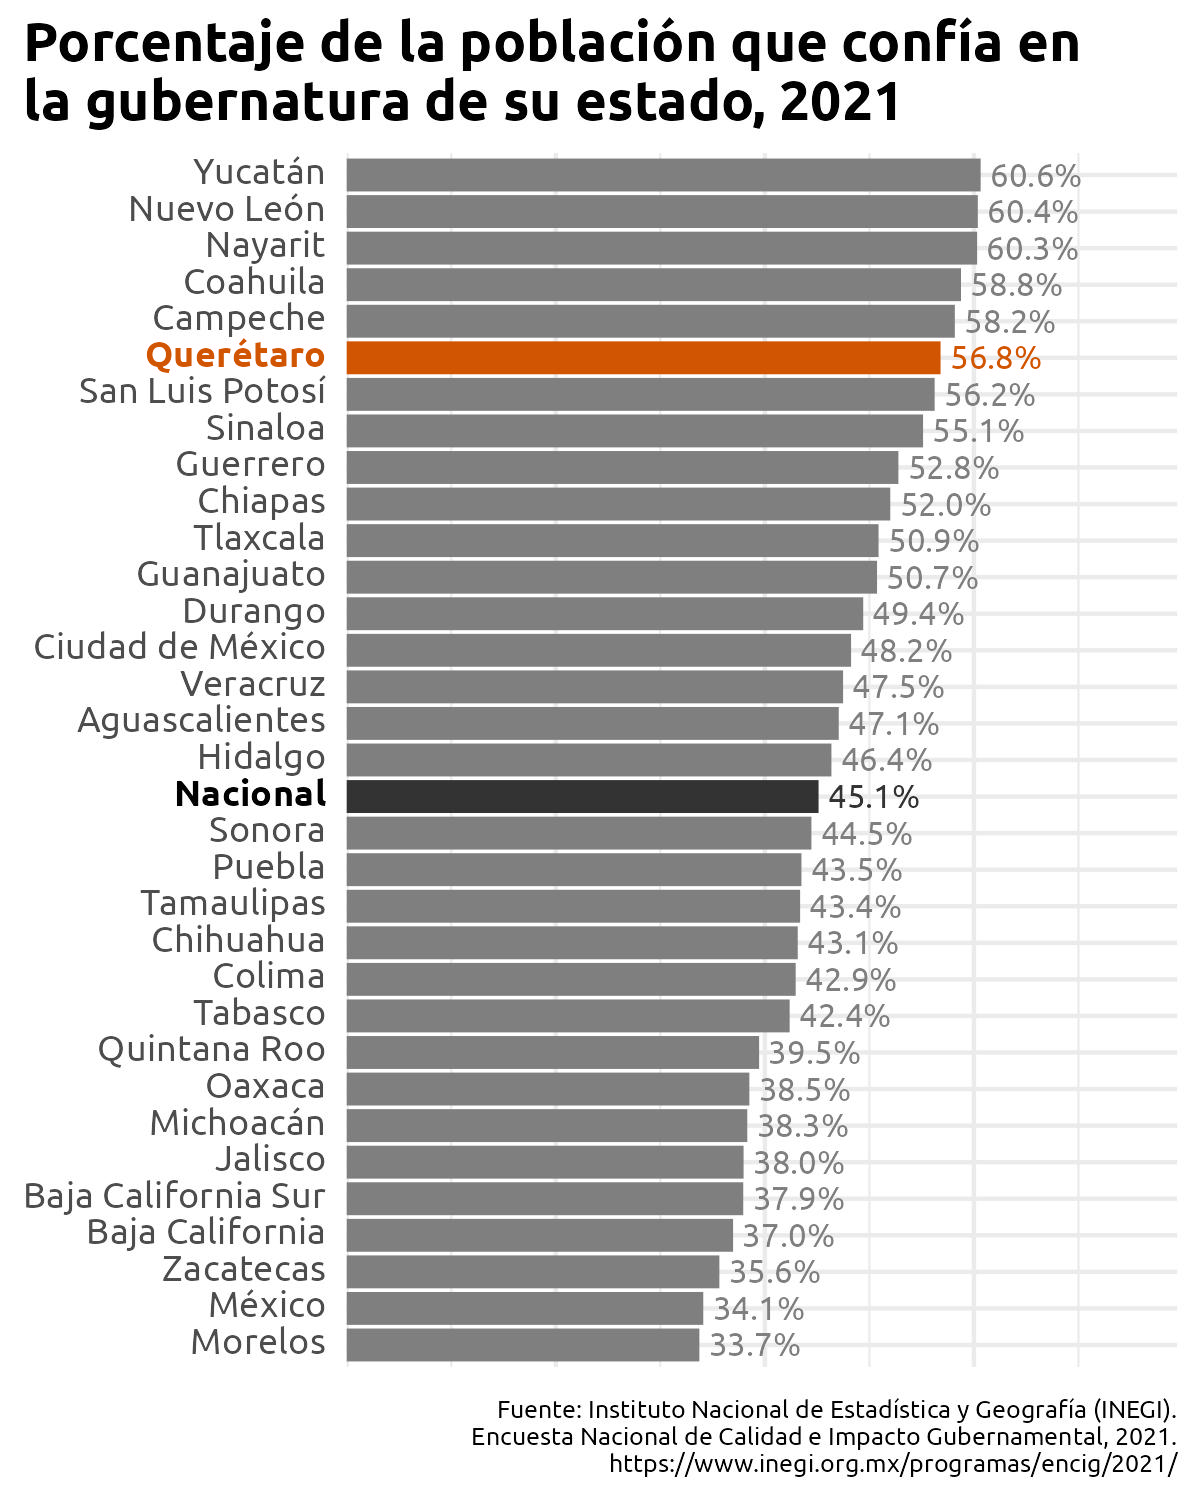 Porcentaje de la población que confía en
la gubernatura de su estado, 2021
Yucatán 60.6%
Nuevo León 60.4%
Nayarit 60.3%
Coahuila 58.8%
Campeche 58.2%
Querétaro 56.8%
San Luis Potosí 56.2%
Sinaloa 55.1%
Guerrero 52.8%
Chiapas 52.0%
Tlaxcala 50.9%
Guanajuato 50.7%
Durango 49.4%
Ciudad de México 48.2%
Veracruz 47.5%
Aguascalientes 47.1%
Hidalgo 46.4%
Nacional 45.1%
Sonora 44.5%
Puebla 43.5%
Tamaulipas 43.4%
Chihuahua 43.1%
Colima 42.9%
Tabasco 42.4%
Quintana Roo 39.5%
Oaxaca 38.5%
Michoacán 38.3%
Jalisco 38.0%
Baja California Sur 37.9%
Baja California 37.0%
Zacatecas 35.6%
México 34.1%
Morelos 33.7%
Fuente: Instituto Nacional de Estadística y Geografía (INEGI).
Encuesta Nacional de Calidad e Impacto Gubernamental, 2021.
https://www.inegi.org.mx/programas/encig/2021/